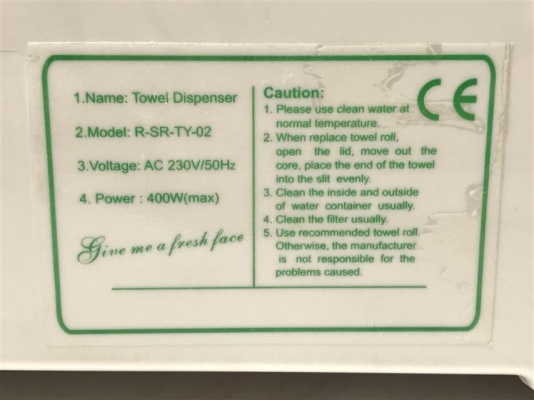 1.Name: Towel Dispenser
2.Model: R-SR-TY-02
3.Voltage: AC 230V/50Hz
4. Power : 400W(max)
Give me a fresh face
Caution:
1. Please use clean water at
normal temperature.
2. When replace towel roll,
open the lid, move out the
core, place the end of the towel
into the slit evenly.
3. Clean the inside and outside
of water container usually.
4. Clean the filter usually.
5. Use recommended towel roll.
Otherwise, the manufacturer
is not responsible for the
problems caused.
CE